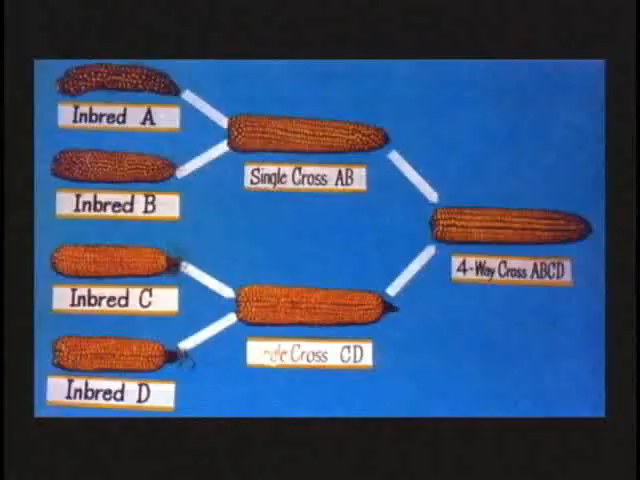 Inbred A
Inbred B
Single Cross AB
Inbred C
Inbred D
Cross CD
4-Way Cross ABCD